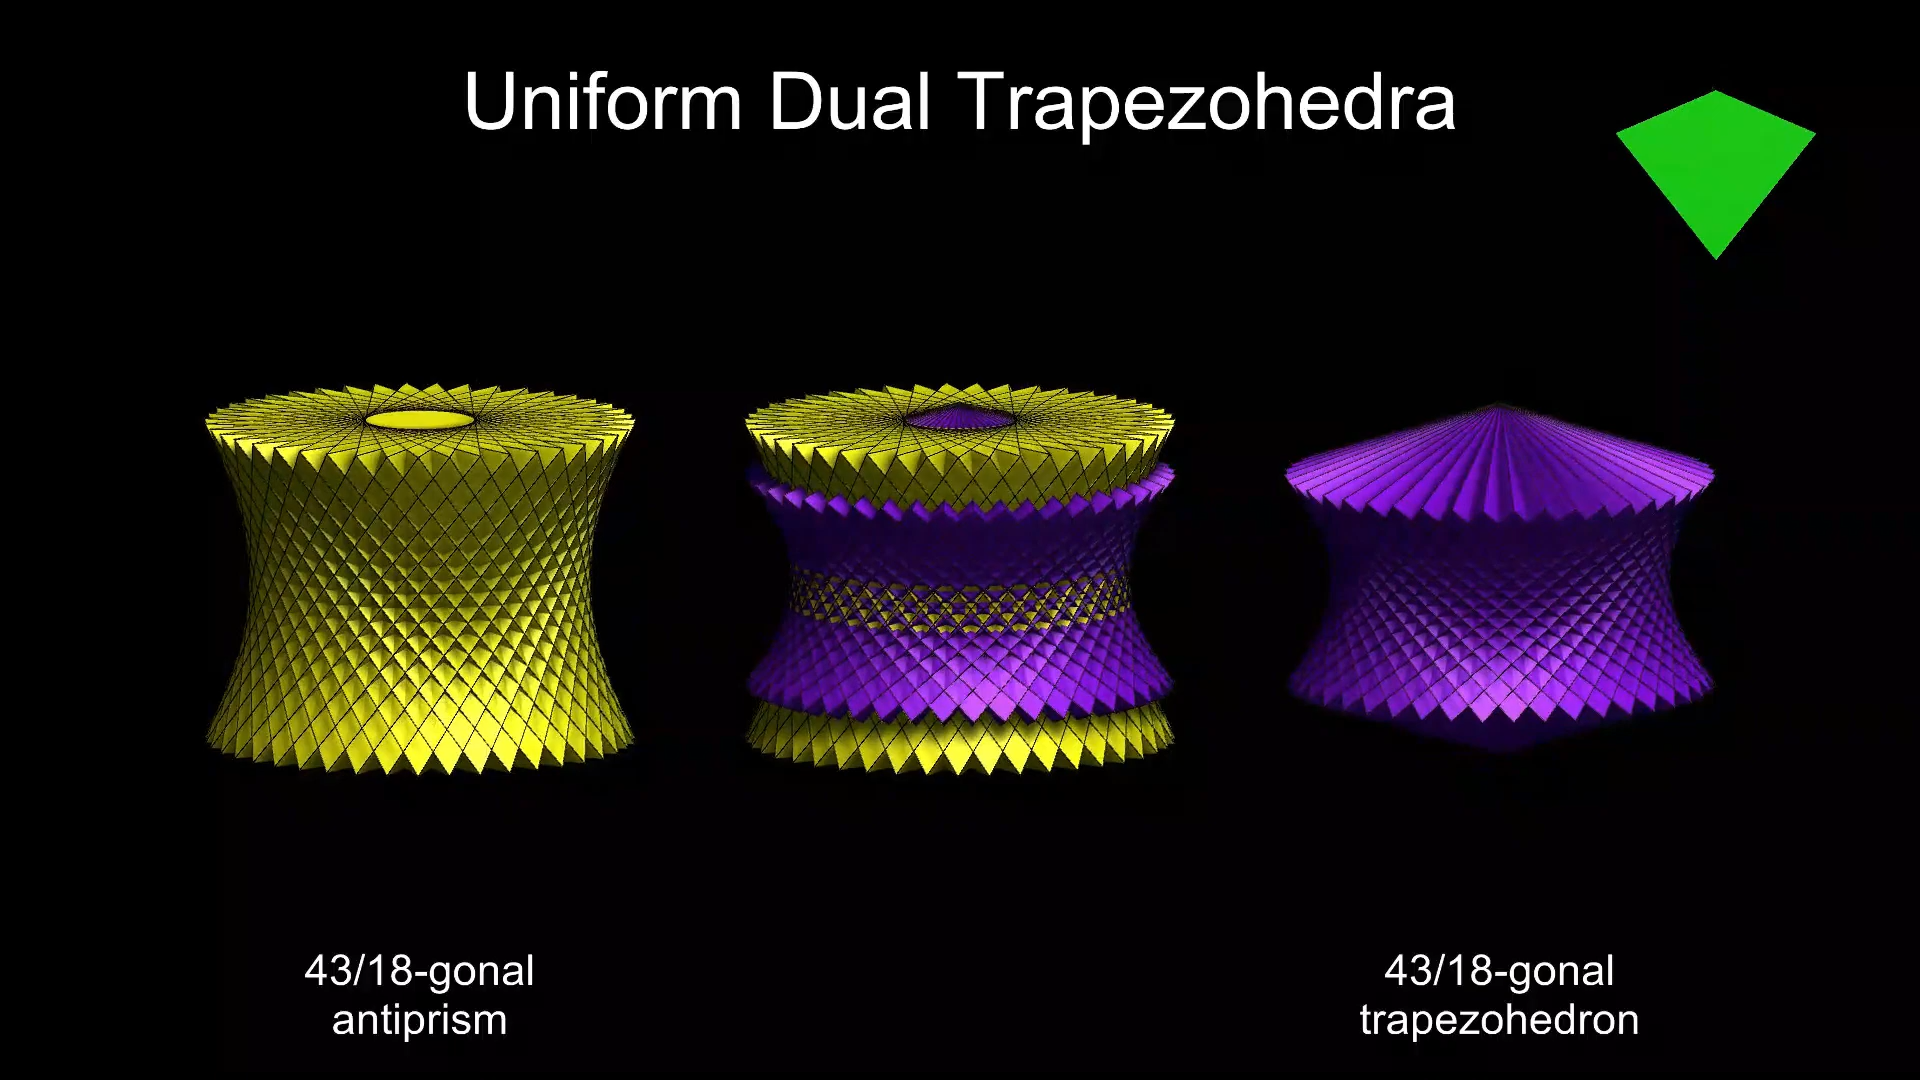 Uniform Dual Trapezohedra
43/18-gonal
antiprism
43/18-gonal
trapezohedron